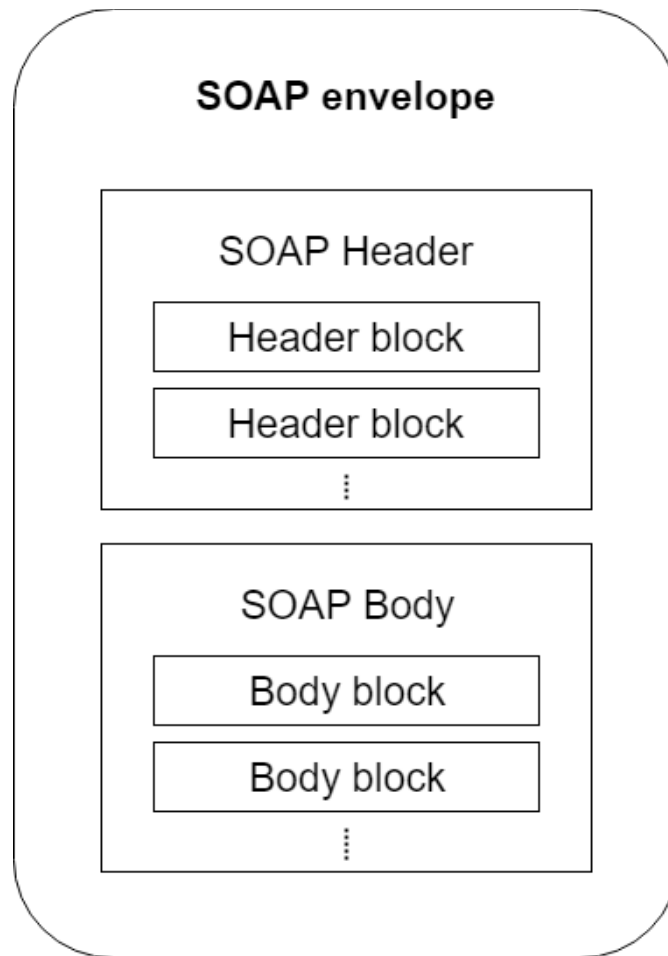 SOAP envelope
SOAP Header
Header block
Header block
SOAP Body
Body block
Body block